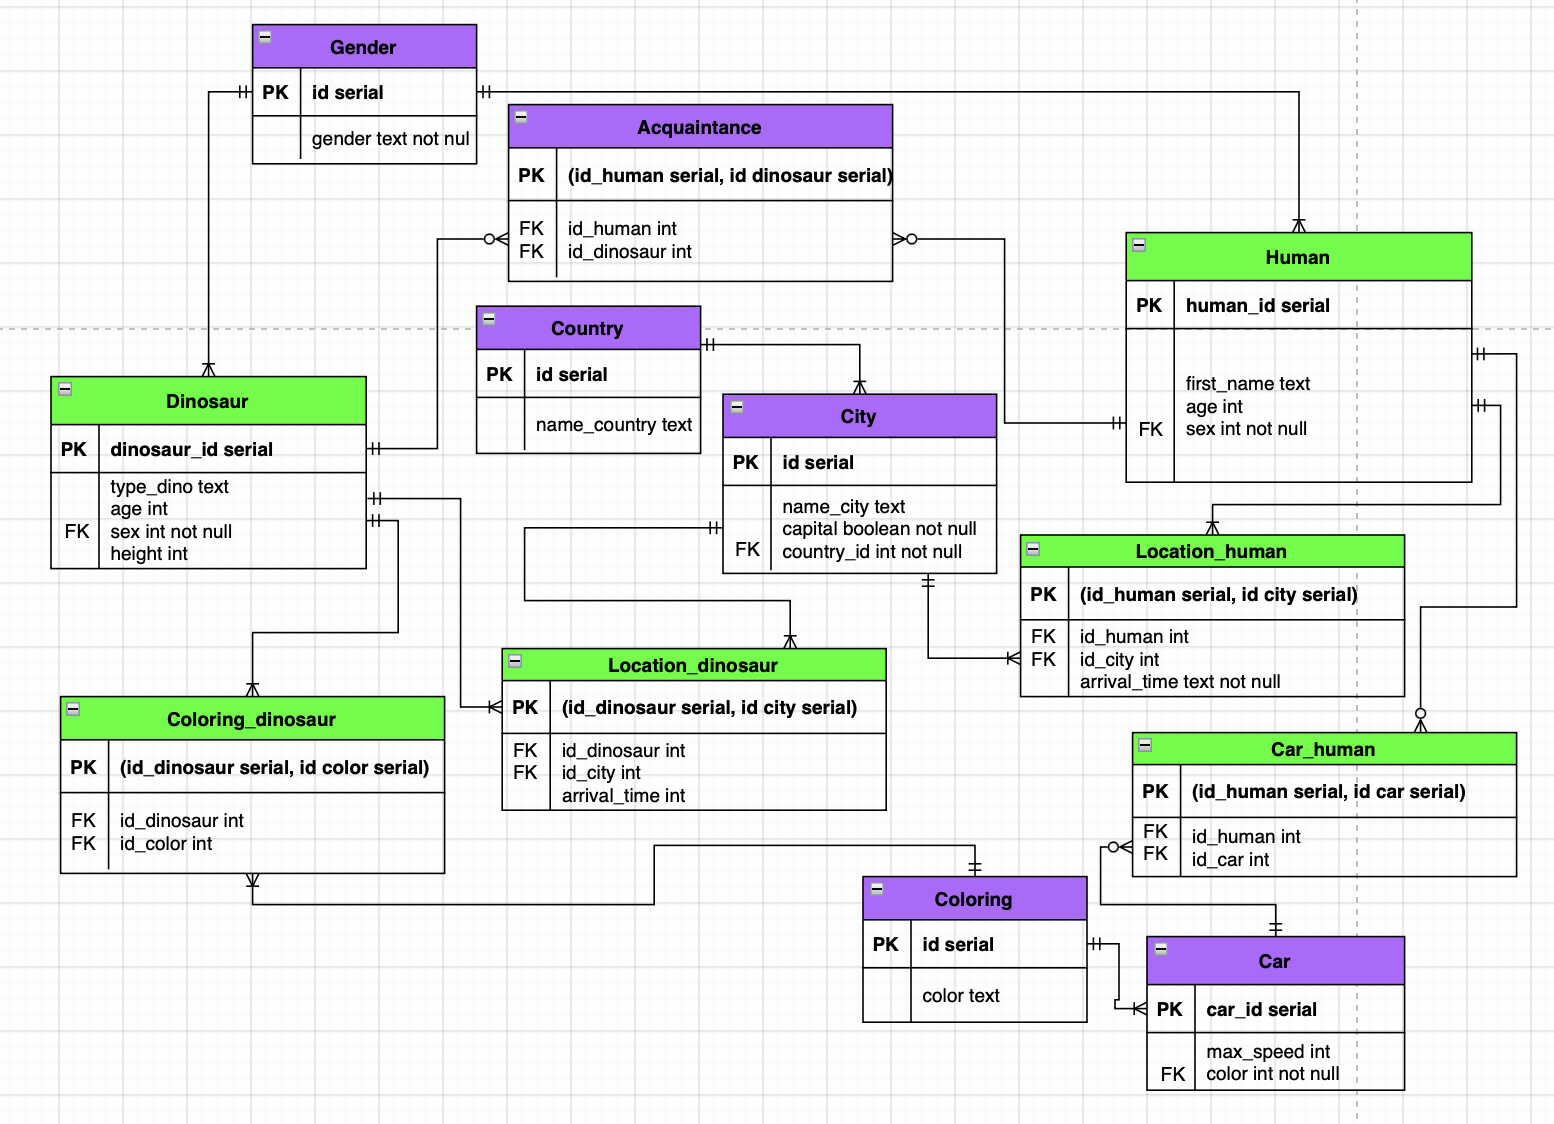 Gender
PK id serial
gender text not nul
Acquaintance
PK (id_human serial, id dinosaur serial)
FK id_human int
FK id_dinosaur int
Human
PK human_id serial
first_name text
age int
FK sex int not null
Country
PK id serial
name_country text
Dinosaur
PK dinosaur_id serial
type_dino text
age int
FK sex int not null
height int
City
PK id serial
name_city text
capital boolean not null
FK country_id int not null
Location_human
PK (id_human serial, id city serial)
FK id_human int
FK id_city int
arrival_time text not null
Location_dinosaur
PK (id_dinosaur serial, id city serial)
FK id_dinosaur int
FK id_city int
arrival_time int
Coloring_dinosaur
PK (id_dinosaur serial, id color serial)
FK id_dinosaur int
FK id_color int
Car_human
PK (id_human serial, id car serial)
FK id_human int
FK id_car int
Coloring
PK id serial
color text
Car
PK car_id serial
max_speed int
FK color int not null